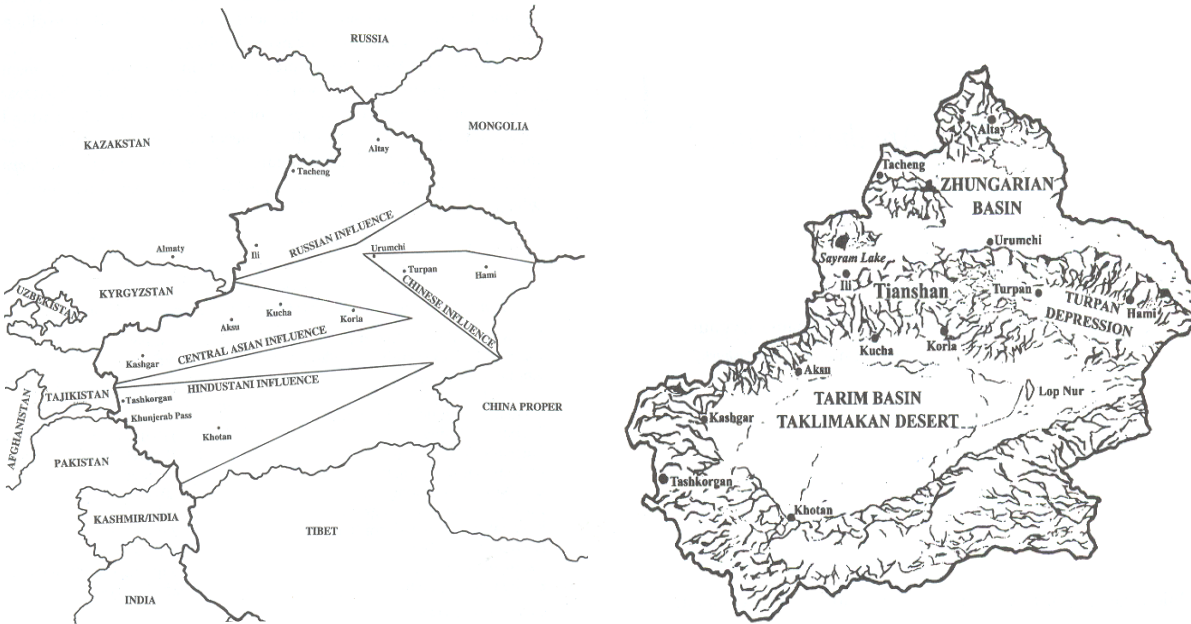 RUSSIA
KAZAKSTAN
MONGOLIA
Altay
Tacheng
RUSSIAN INFLUENCE
Almaty
Ili
Urumchi
Turpan
Hami
CHINESE INFLUENCE
UZBEKISTAN
KYRGYZSTAN
Kucha
Korla
Aksu
CENTRAL ASIAN INFLUENCE
Kashgar
HINDUSTANI INFLUENCE
TAJIKISTAN
Tashkorgan
CHINA PROPER
Khunjerab Pass
AFGHANISTAN
Khotan
PAKISTAN
KASHMIR/INDIA
TIBET
INDIA
Altay
Tacheng
ZHUNGARIAN
BASIN
Urumchi
Sayram Lake
Ili
Tianshan
Turpan
TURPAN
DEPRESSION
Hami
Kucha
Korla
Aksu
TARIM BASIN
TAKLIMAKAN DESERT
Lop Nur
Kashgar
Tashkorgan
Khotan